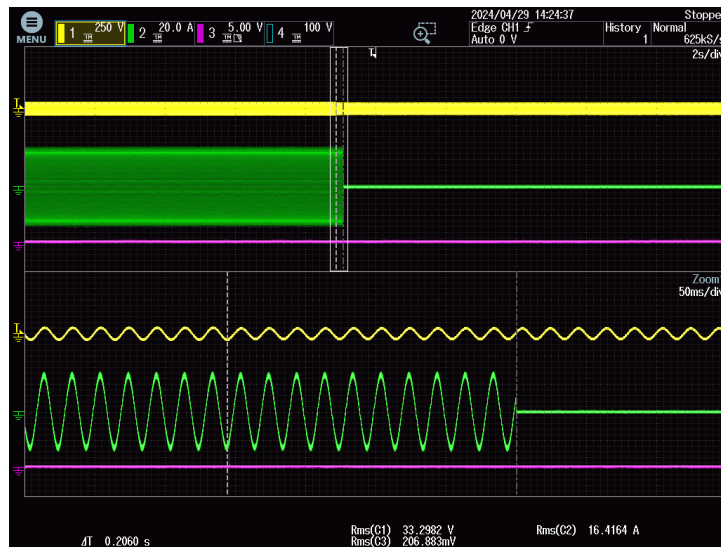 2024/04/29 14:24:37
Stoppe
MENU
1 250 V
2 20.0 A
3 5.00 V
4 100 V
Edge CH1
Auto 0 V
History
1
Normal
625kS/s
2s/div
T
Zoom1
50ms/div
ΔT 0.2060 s
Rms(C1) 33.2982 V
Rms(C2) 16.4164 A
Rms(C3) 206.883mV